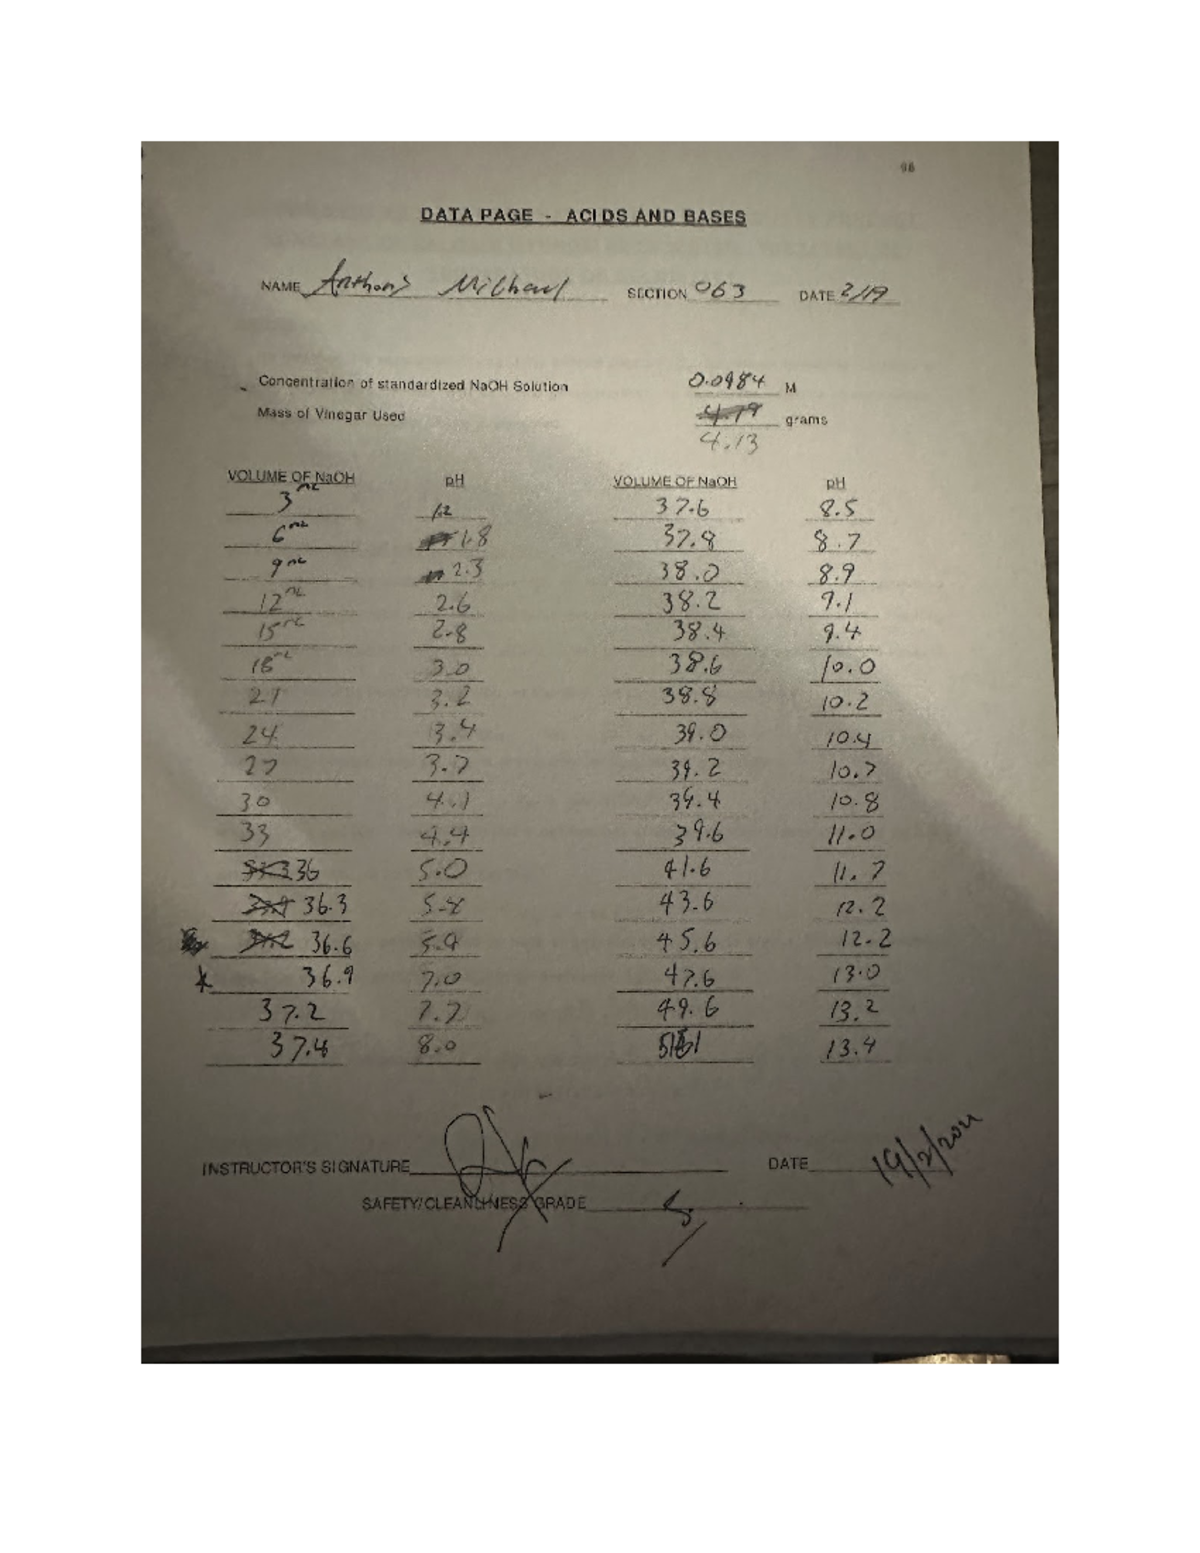 98
DATA PAGE - ACIDS AND BASES
NAME Anthony Michael SECTION 063 DATE 2/19
Concentration of standardized NaOH Solution 0.0984 M
Mass of Vinegar Used 4.19 grams
4.13
VOLUME OF NaOH pH VOLUME OF NaOH pH
3 mL 1.2 37.6 8.5
6 mL 1.8 37.8 8.7
9 mL 2.3 38.0 8.9
12 mL 2.6 38.2 9.1
15 mL 2.8 38.4 9.4
18 mL 3.0 38.6 10.0
21 3.2 38.8 10.2
24 3.4 39.0 10.4
27 3.7 39.2 10.7
30 4.1 39.4 10.8
33 4.4 39.6 11.0
36 5.0 41.6 11.7
36.3 43.6 12.2
36.6 45.6 12.2
36.9 7.0 47.6 13.0
37.2 7.7 49.6 13.2
37.4 8.0 13.4
INSTRUCTOR'S SIGNATURE DATE 19/2/2021
SAFETY/CLEANLINESS GRADE